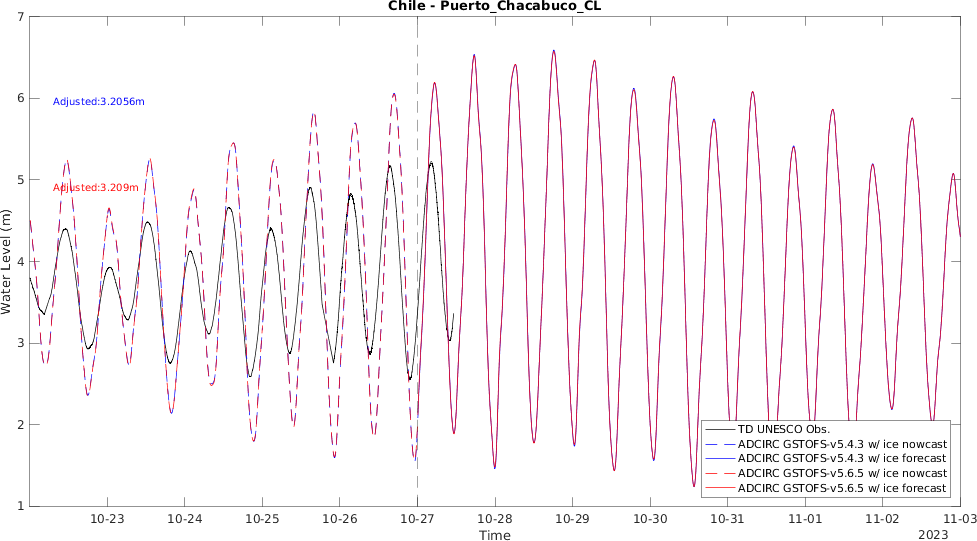 Chile - Puerto_Chacabuco_CL
7
6
5
4
3
2
1
Water Level (m)
Adjusted:3.2056m
Adjusted:3.209m
TD UNESCO Obs.
ADCIRC GSTOFS-v5.4.3 w/ ice nowcast
ADCIRC GSTOFS-v5.4.3 w/ ice forecast
ADCIRC GSTOFS-v5.6.5 w/ ice nowcast
ADCIRC GSTOFS-v5.6.5 w/ ice forecast
10-23 10-24 10-25 10-26 10-27 10-28 10-29 10-30 10-31 11-01 11-02 11-03
Time
2023